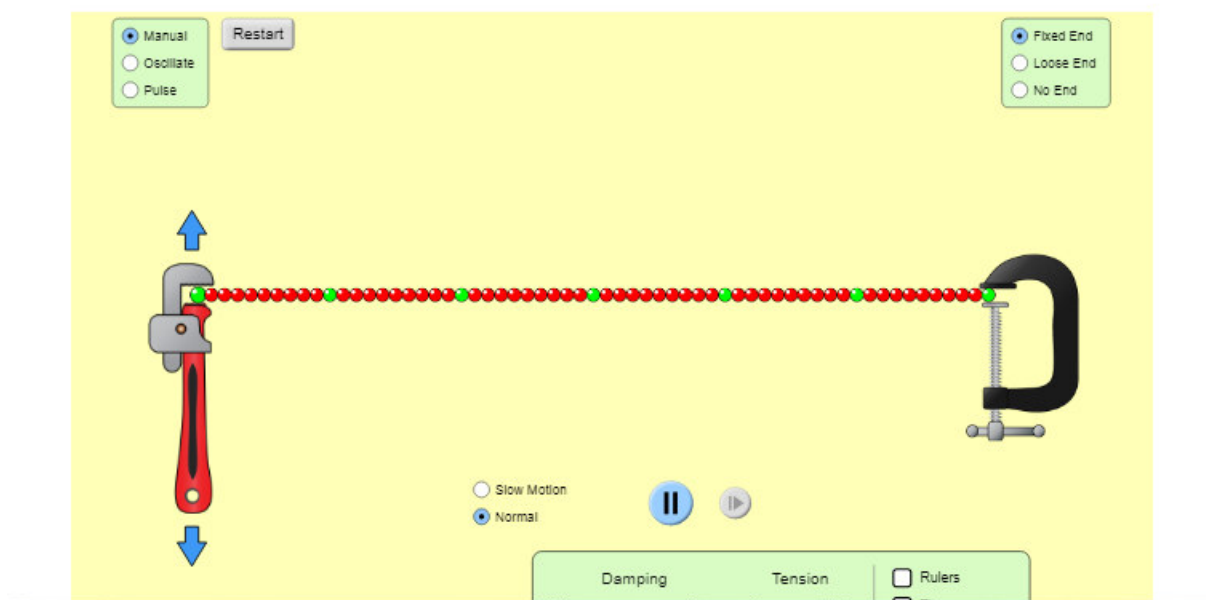 Manual
Oscillate
Pulse
Restart
Fixed End
Loose End
No End
Slow Motion
Normal
Damping
Tension
Rulers